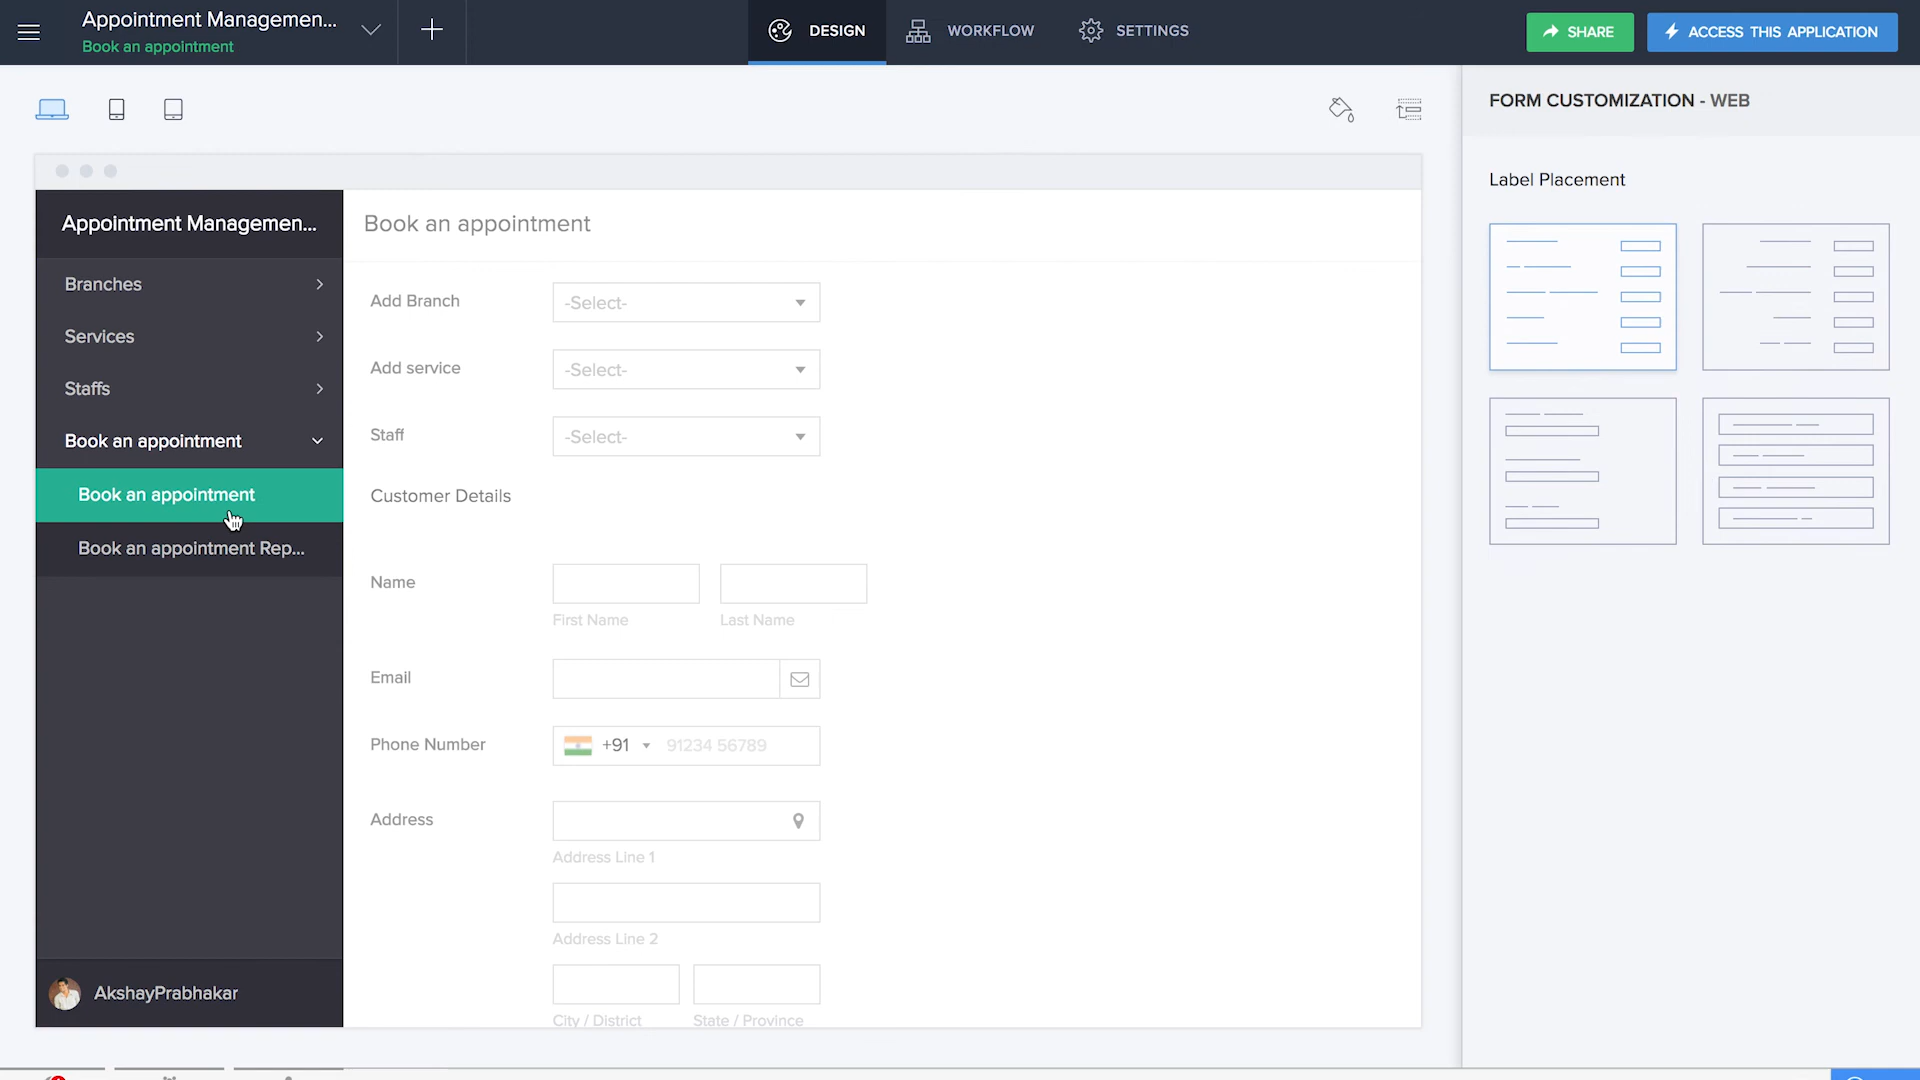 Appointment Managemen...
Book an appointment
DESIGN
WORKFLOW
SETTINGS
SHARE
ACCESS THIS APPLICATION
FORM CUSTOMIZATION - WEB
Label Placement
Appointment Managemen...
Branches
Services
Staffs
Book an appointment
Book an appointment
Book an appointment Rep...
AkshayPrabhakar
Book an appointment
Add Branch
-Select-
Add service
-Select-
Staff
-Select-
Customer Details
Name
First Name
Last Name
Email
Phone Number
+91
91234 56789
Address
Address Line 1
Address Line 2
City / District
State / Province